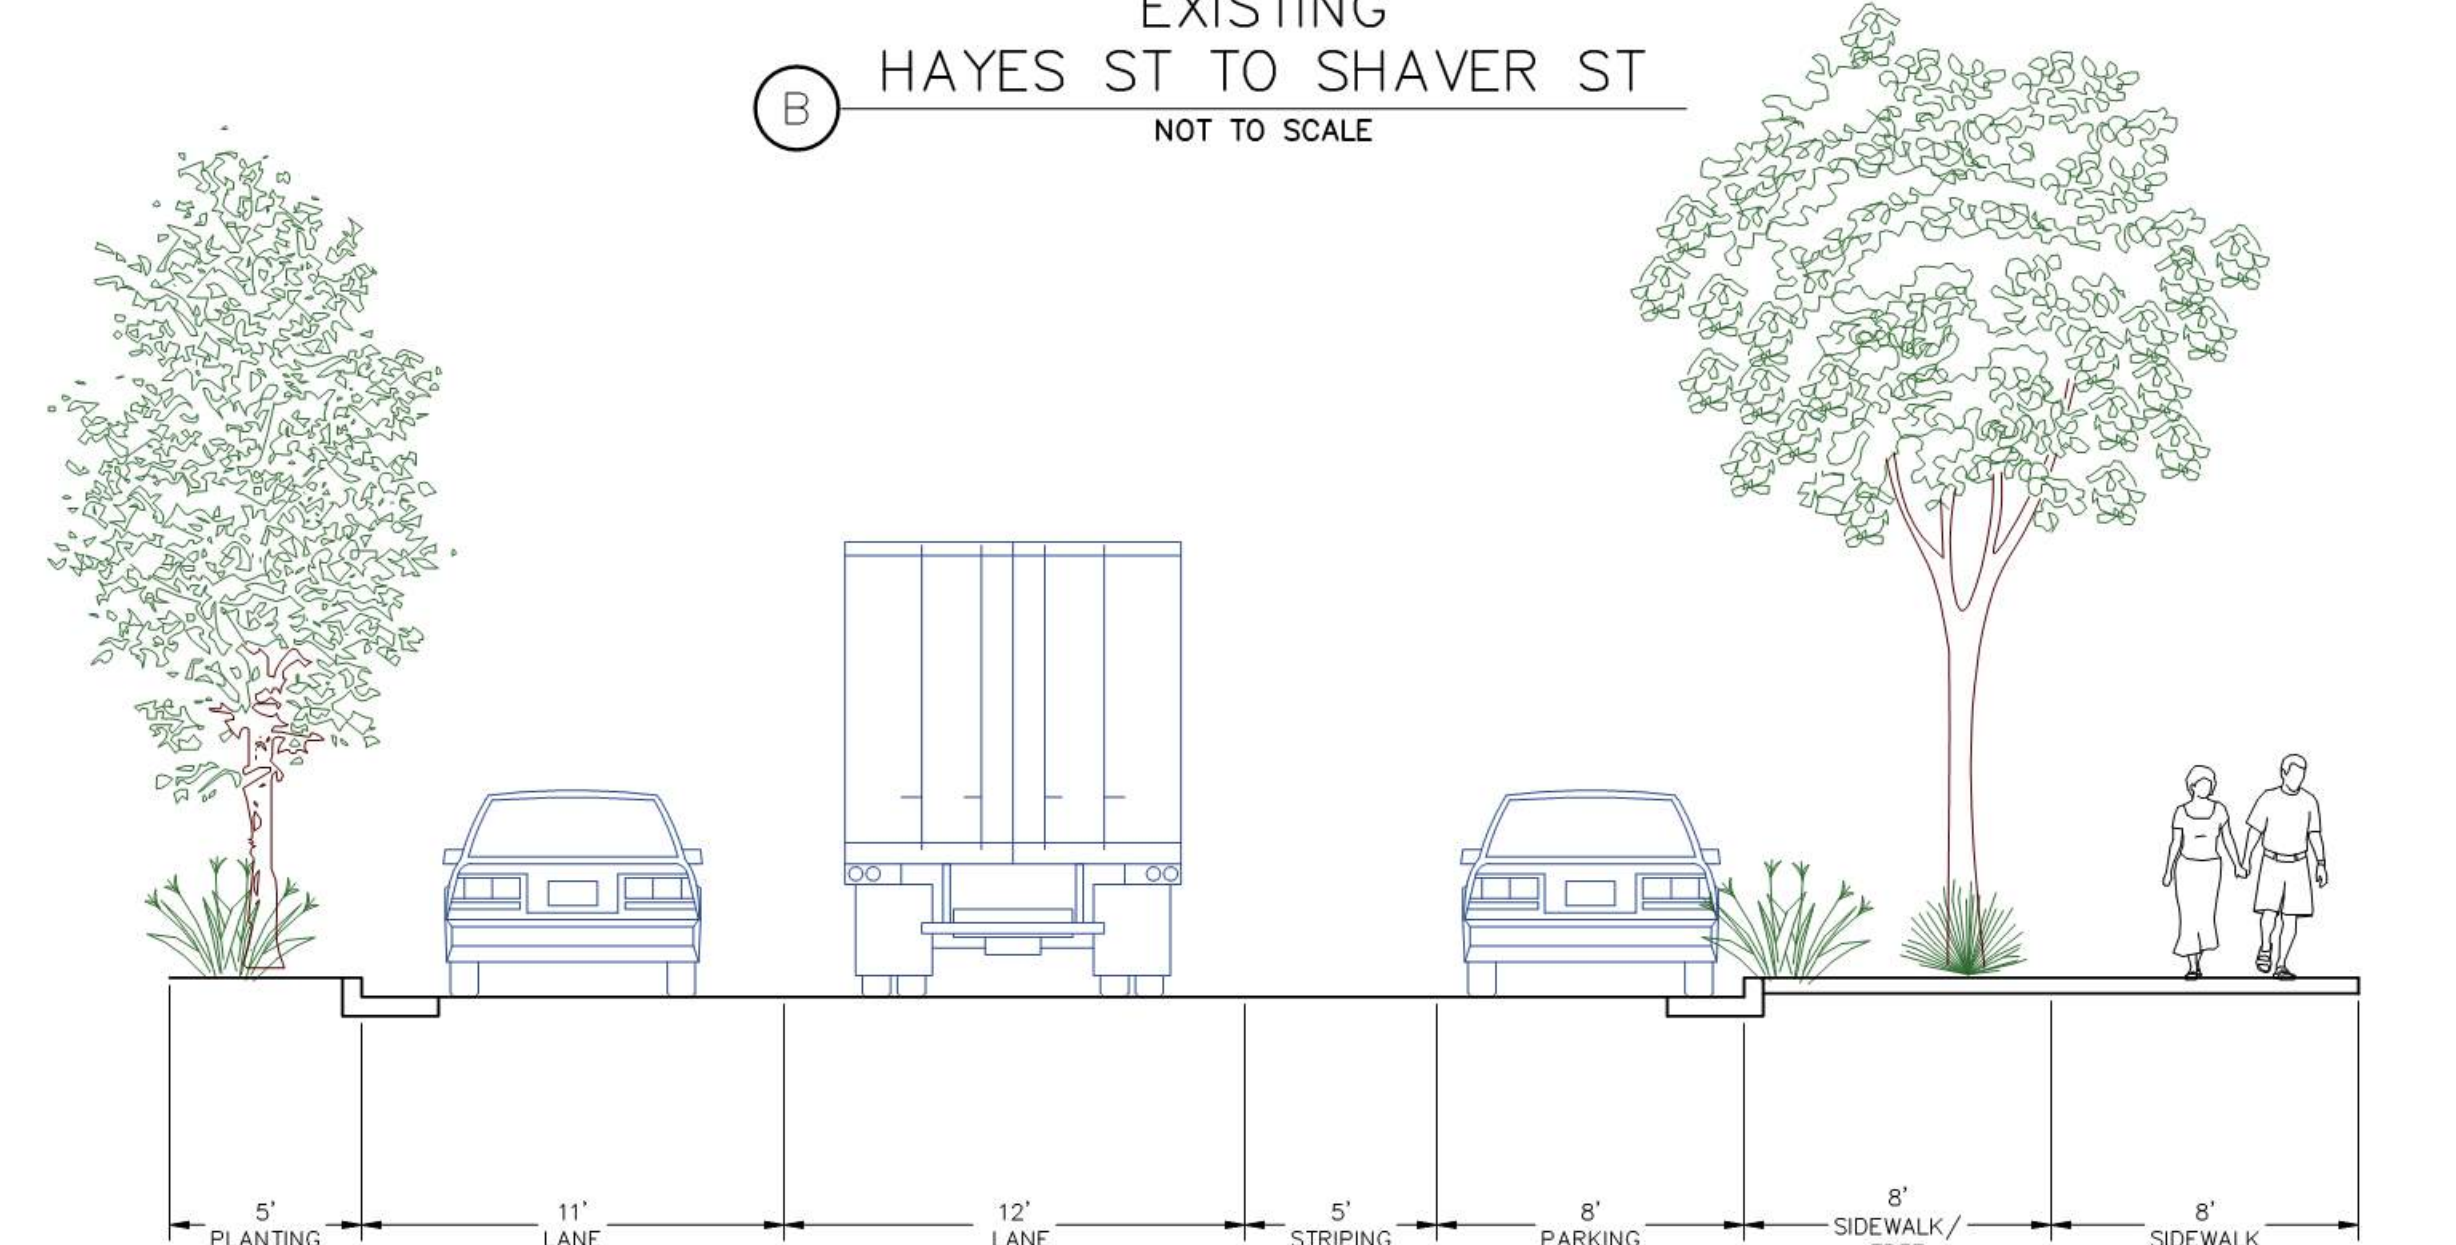 EXISTING
HAYES ST TO SHAVER ST
B
NOT TO SCALE
5' 11' 12' 5' 8' 8' 8'
PLANTING LANE LANE STRIPING PARKING SIDEWALK/ SIDEWALK